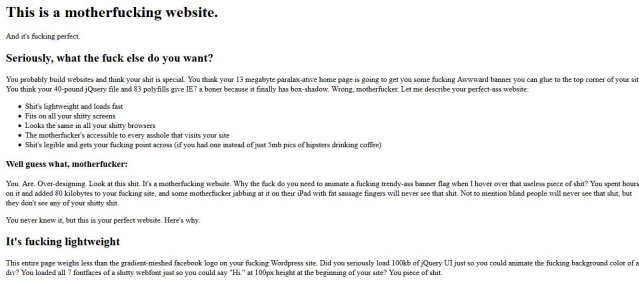 This is a motherfucking website.
And it's fucking perfect.
Seriously, what the fuck else do you want?
You probably build websites and think your shit is special. You think your 13 megabyte paralax-ative home page is going to get you some fucking Awwward banner you can glue to the top corner of your sit
You think your 40-pound jQuery file and 83 polyfills give IE7 a boner because it finally has box-shadow. Wrong, motherfucker. Let me describe your perfect-ass website:
• Shit's lightweight and loads fast
• Fits on all your shitty screens
• Looks the same in all your shitty browsers
• The motherfucker's accessible to every asshole that visits your site
• Shit's legible and gets your fucking point across (if you had one instead of just 5mb pics of hipsters drinking coffee)
Well guess what, motherfucker:
You. Are. Over-designing. Look at this shit. It's a motherfucking website. Why the fuck do you need to animate a fucking trendy-ass banner flag when I hover over that useless piece of shit? You spent hours
on it and added 80 kilobytes to your fucking site, and some motherfucker jabbing at it on their iPad with fat sausage fingers will never see that shit. Not to mention blind people will never see that shit, but
they don't see any of your shitty shit.
You never knew it, but this is your perfect website. Here's why.
It's fucking lightweight
This entire page weighs less than the gradient-meshed facebook logo on your fucking Wordpress site. Did you seriously load 100kb of jQuery UI just so you could animate the fucking background color of a
div? You loaded all 7 fontfaces of a shitty webfont just so you could say "Hi." at 100px height at the beginning of your site? You piece of shit.